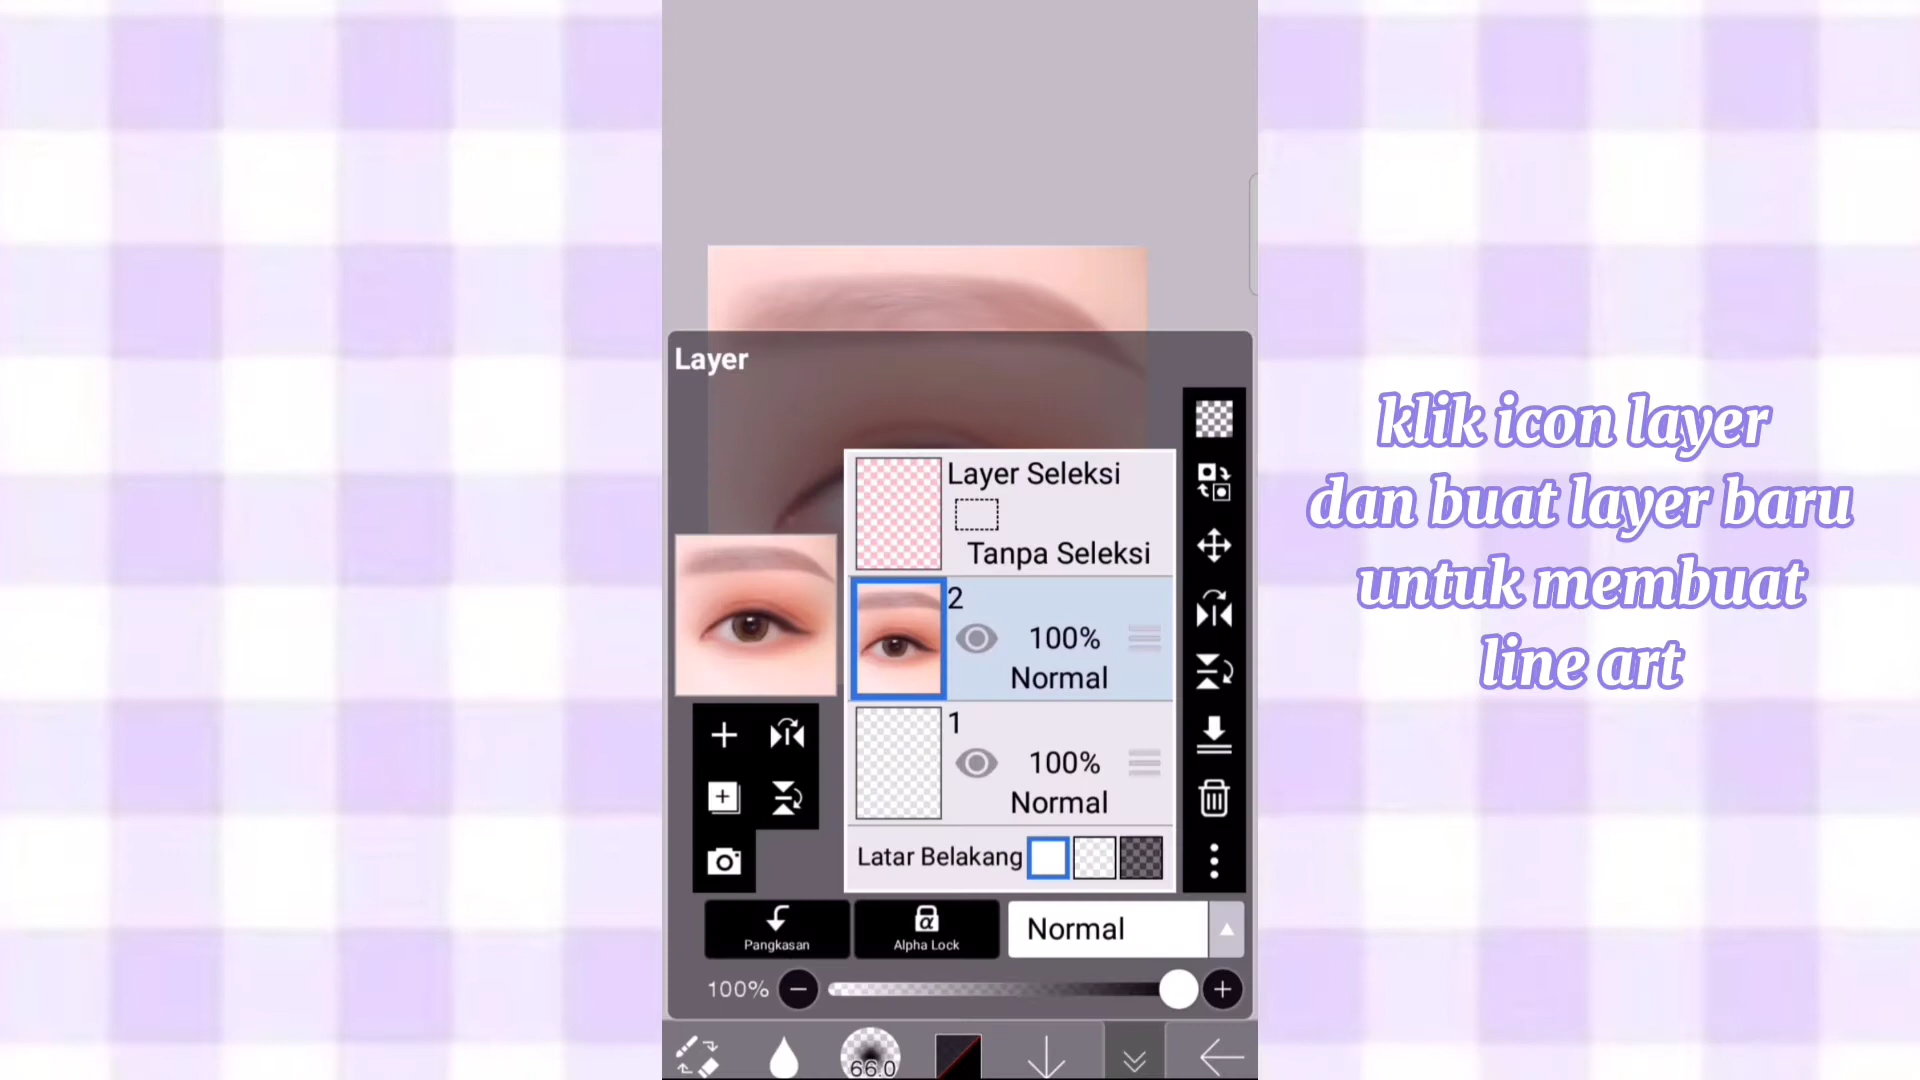 Layer
Layer Seleksi
Tanpa Seleksi
2
100%
Normal
1
100%
Normal
Latar Belakang
Pangkasan
α
Alpha Lock
Normal
100%
66.0
klik icon layer
dan buat layer baru
untuk membuat
line art